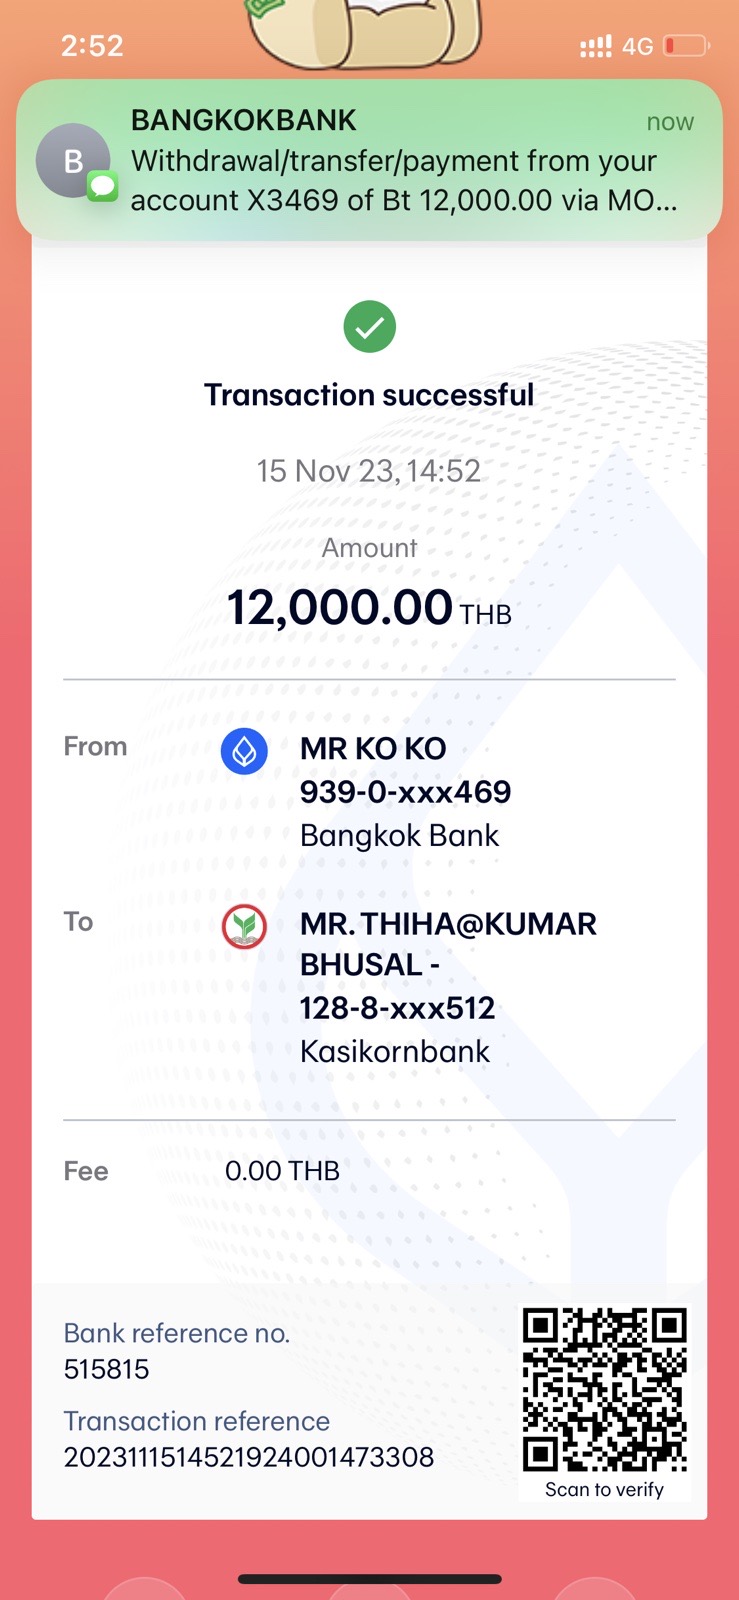 2:52
4G
BANGKOKBANK
now
B
Withdrawal/transfer/payment from your
account X3469 of Bt 12,000.00 via MO...
Transaction successful
15 Nov 23, 14:52
Amount
12,000.00 THB
From
MR KO KO
939-0-xxx469
Bangkok Bank
To
MR. THIHA@KUMAR
BHUSAL -
128-8-xxx512
Kasikornbank
Fee
0.00 THB
Bank reference no.
515815
Transaction reference
2023111514521924001473308
Scan to verify